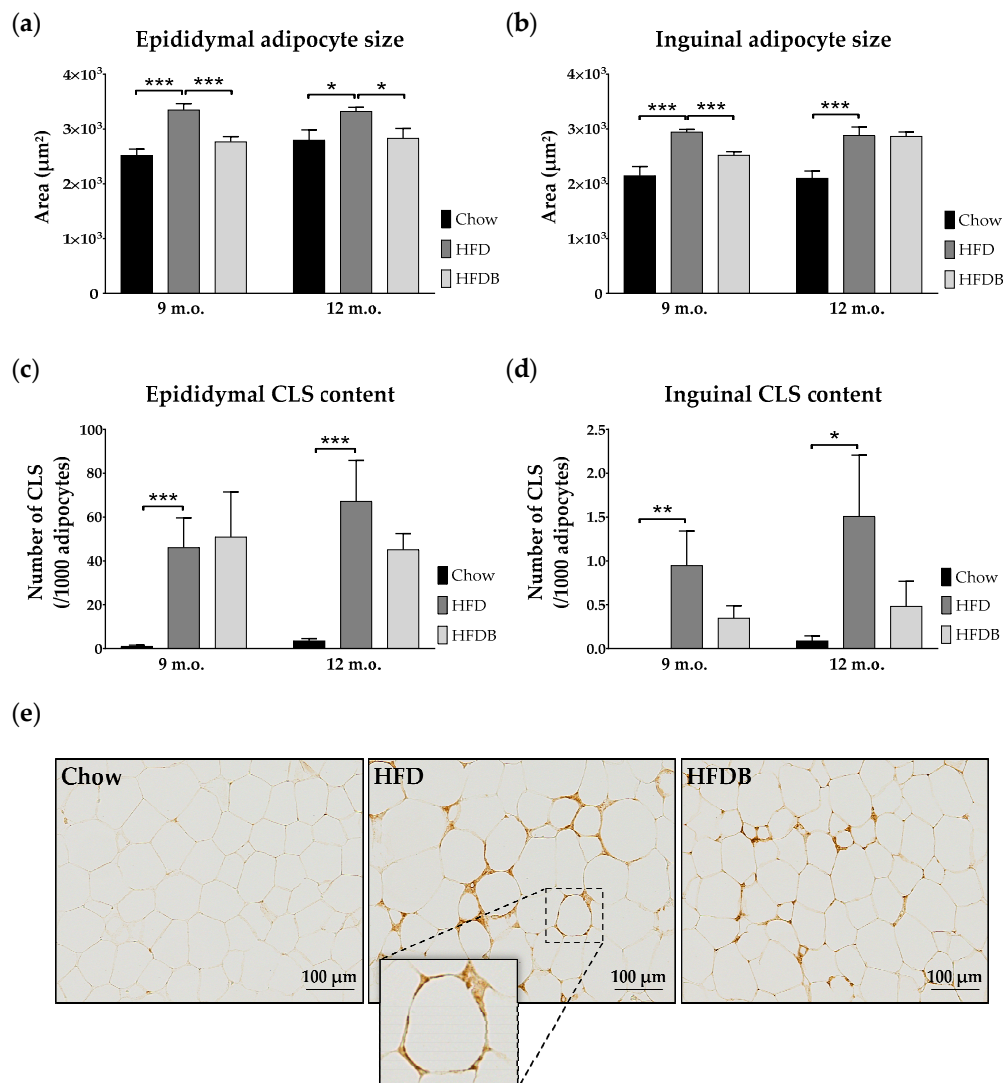 (a)
Epididymal adipocyte size
4×10³
3×10³
2×10³
1×10³
0
Area (μm²)
*** *** * *
9 m.o. 12 m.o.
Chow
HFD
HFDB
(b)
Inguinal adipocyte size
4×10³
3×10³
2×10³
1×10³
0
Area (μm²)
*** *** ***
9 m.o. 12 m.o.
Chow
HFD
HFDB
(c)
Epididymal CLS content
100
80
60
40
20
0
Number of CLS
(/1000 adipocytes)
*** ***
9 m.o. 12 m.o.
Chow
HFD
HFDB
(d)
Inguinal CLS content
2.5
2.0
1.5
1.0
0.5
0.0
Number of CLS
(/1000 adipocytes)
** *
9 m.o. 12 m.o.
Chow
HFD
HFDB
(e)
Chow
100 μm
HFD
100 μm
HFDB
100 μm